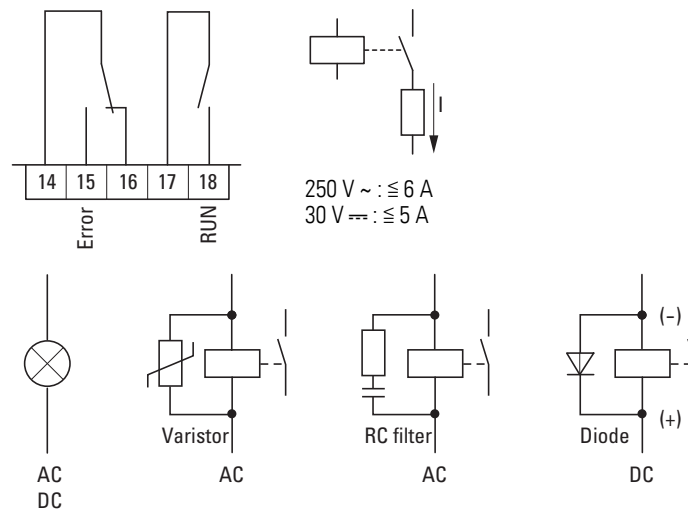 14 15 16 17 18
Error
RUN
I
250 V ~ : ≦ 6 A
30 V ⎓ : ≦ 5 A
(–)
(+)
Varistor
RC filter
Diode
AC
DC
AC
AC
DC